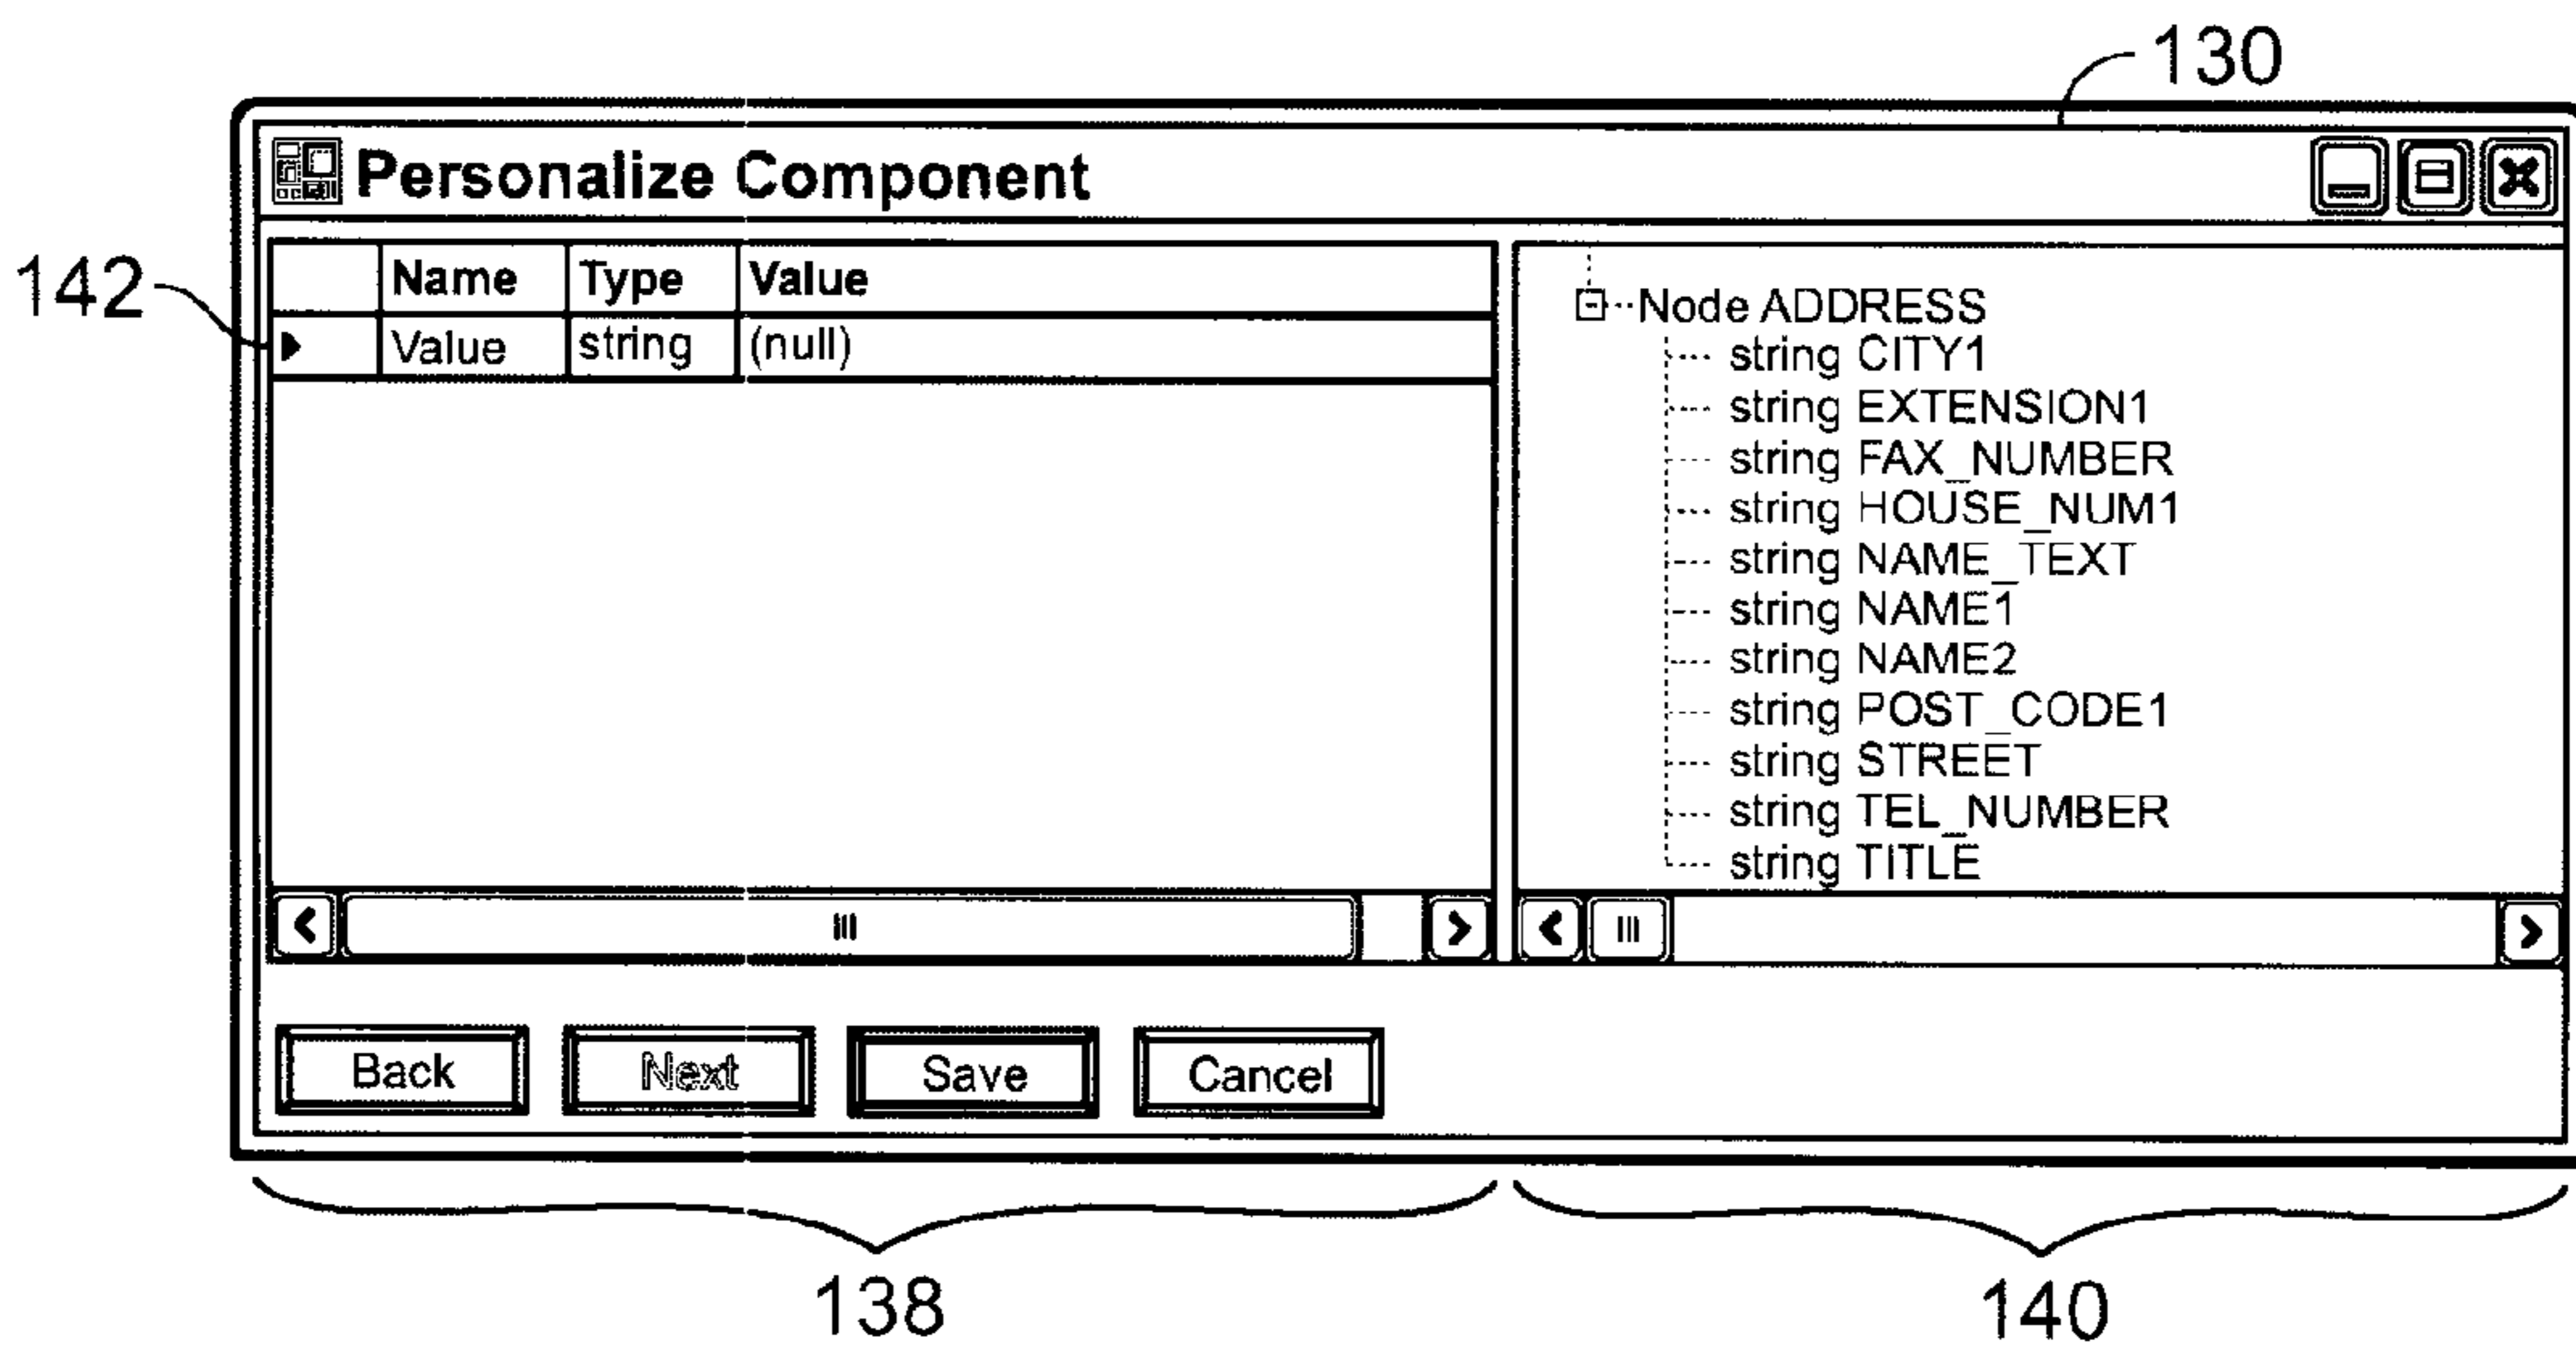 130
Personalize Component
142
Name Type Value
Value string (null)
Node ADDRESS
string CITY1
string EXTENSION1
string FAX_NUMBER
string HOUSE_NUM1
string NAME_TEXT
string NAME1
string NAME2
string POST_CODE1
string STREET
string TEL_NUMBER
string TITLE
Back Next Save Cancel
138 140